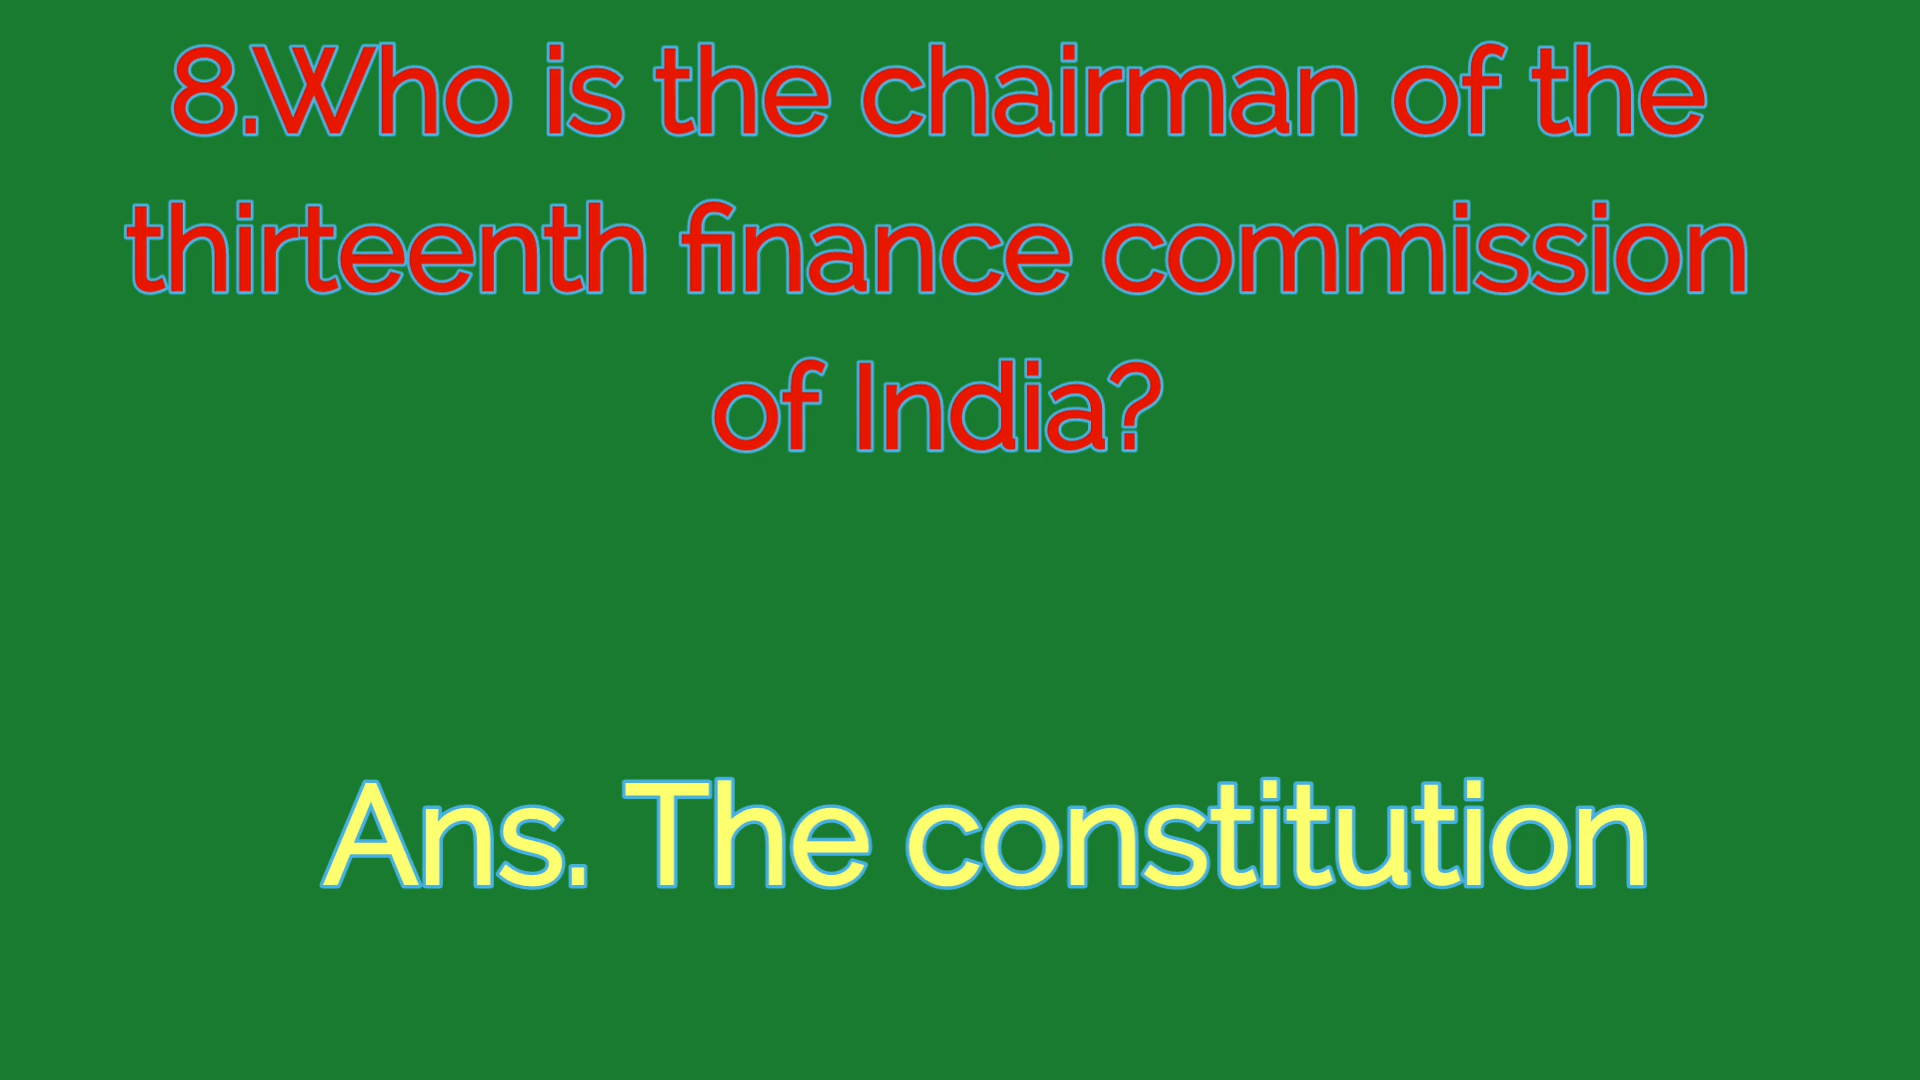 8.Who is the chairman of the
thirteenth finance commission
of India?
Ans. The constitution